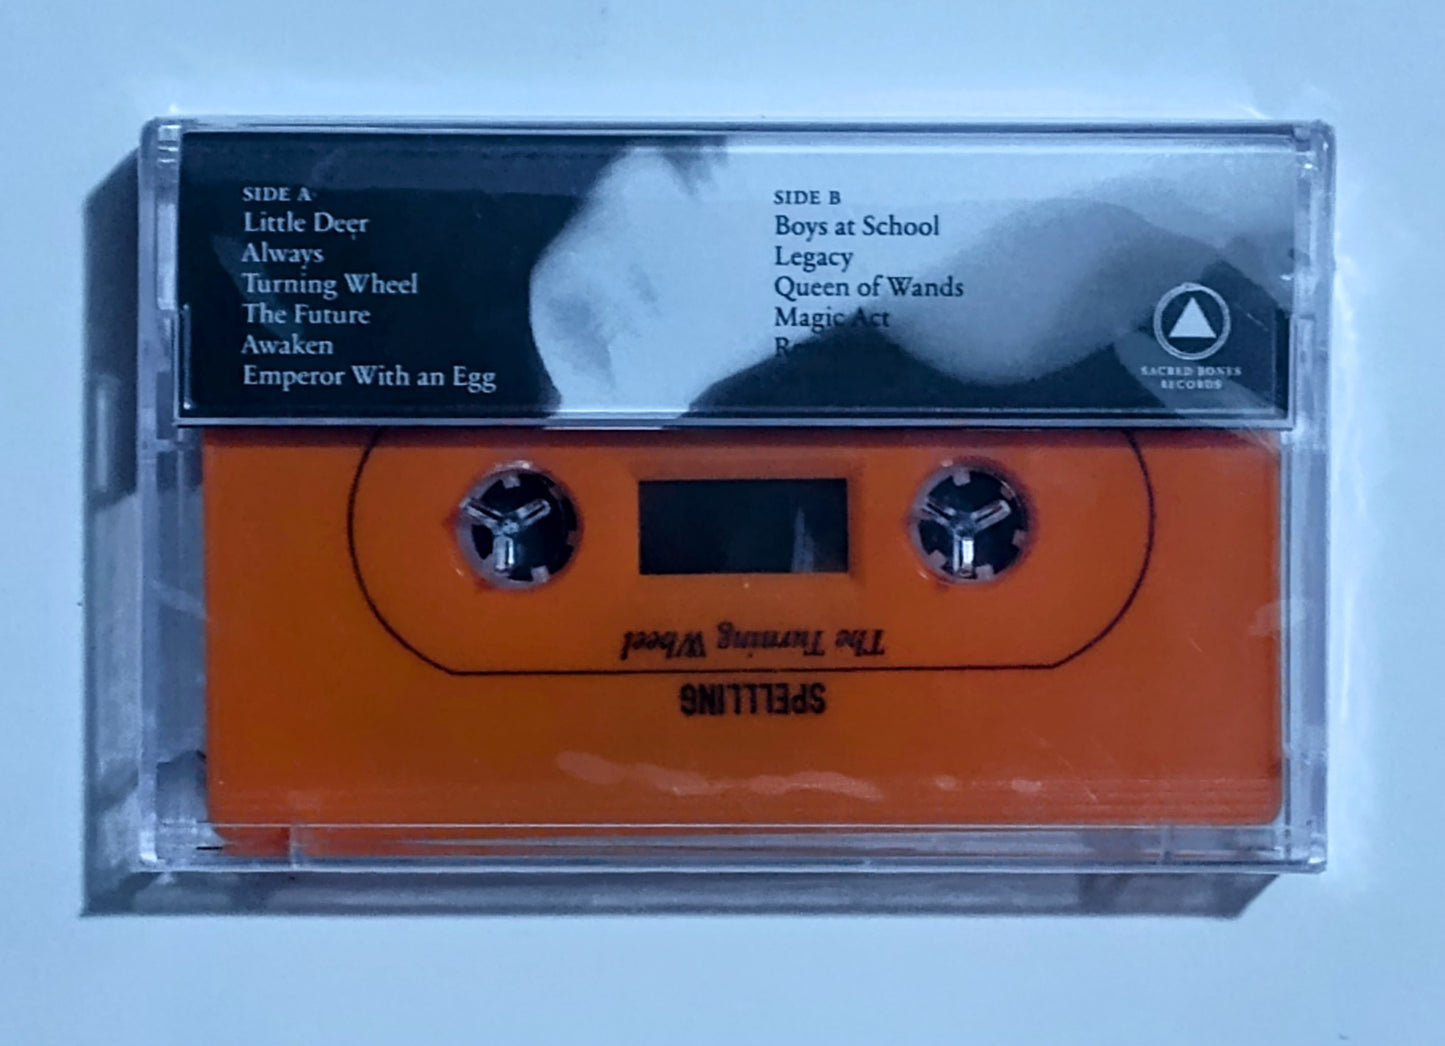 SIDE A
Little Deer
Always
Turning Wheel
The Future
Awaken
Emperor With an Egg
SIDE B
Boys at School
Legacy
Queen of Wands
Magic Act
SACRED BONES
RECORDS
The Turning Wheel
SPELLLING